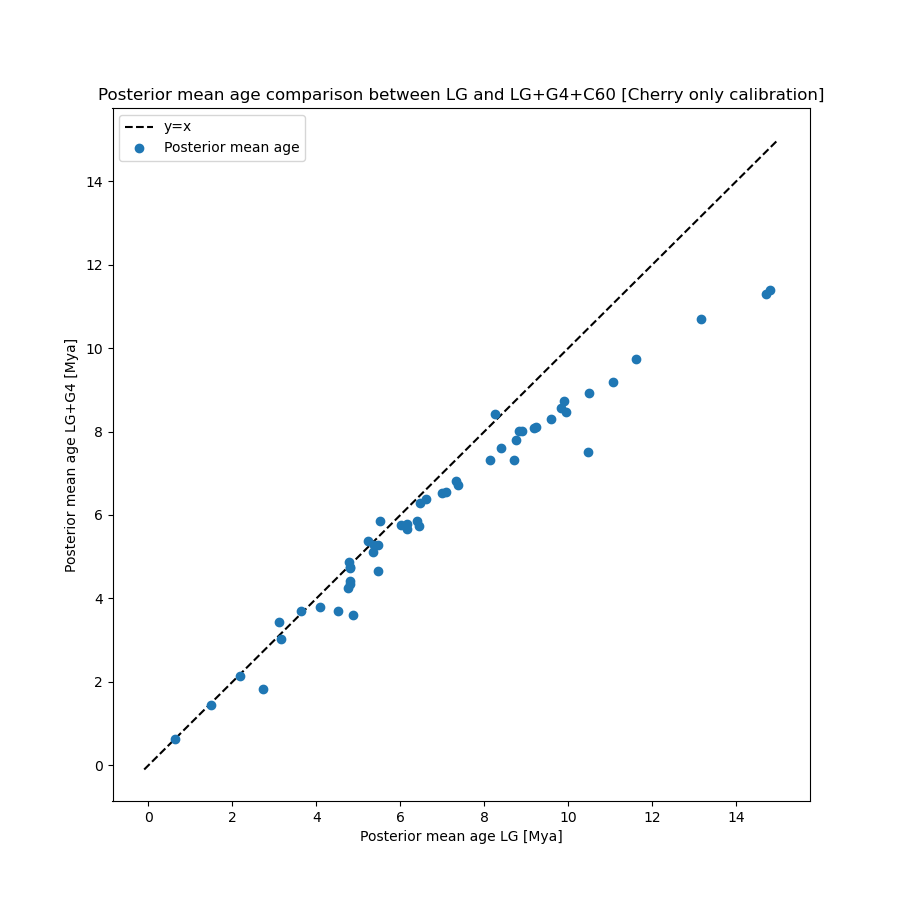 Posterior mean age comparison between LG and LG+G4+C60 [Cherry only calibration]
y=x
Posterior mean age
14
12
10
8
6
4
2
0
Posterior mean age LG+G4 [Mya]
0 2 4 6 8 10 12 14
Posterior mean age LG [Mya]